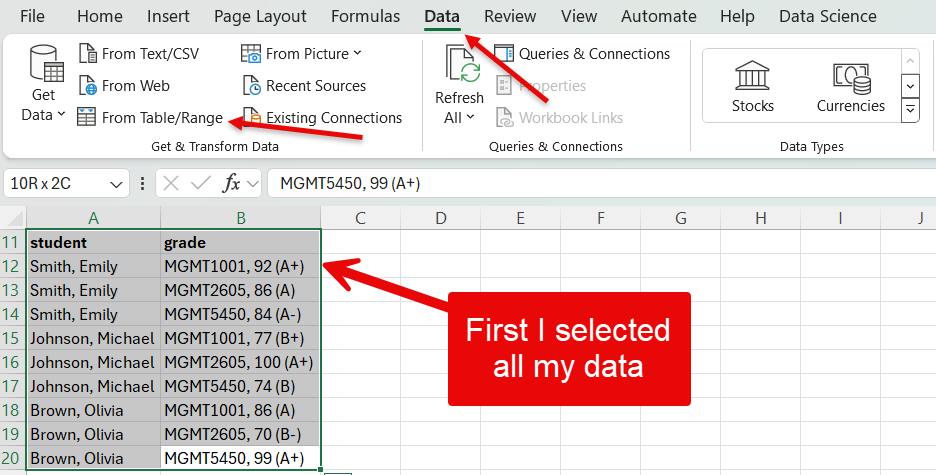 File Home Insert Page Layout Formulas Data Review View Automate Help Data Science
From Text/CSV From Picture Queries & Connections
Get Data From Web Recent Sources Refresh All Properties Stocks Currencies
From Table/Range Existing Connections Workbook Links
Get & Transform Data Queries & Connections Data Types
10R x 2C fx MGMT5450, 99 (A+)
A B C D E F G H I J
11 student grade
12 Smith, Emily MGMT1001, 92 (A+)
13 Smith, Emily MGMT2605, 86 (A)
14 Smith, Emily MGMT5450, 84 (A-)
15 Johnson, Michael MGMT1001, 77 (B+)
16 Johnson, Michael MGMT2605, 100 (A+)
17 Johnson, Michael MGMT5450, 74 (B)
18 Brown, Olivia MGMT1001, 86 (A)
19 Brown, Olivia MGMT2605, 70 (B-)
20 Brown, Olivia MGMT5450, 99 (A+)
First I selected
all my data